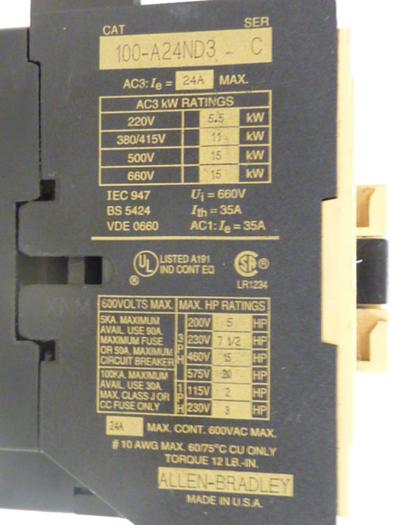 CAT SER
100-A24ND3 - C
AC3: Ie = 24A MAX.
AC3 kW RATINGS
220V 5.5 kW
380/415V 11 kW
500V 15 kW
660V 15 kW
IEC 947 Ui = 660V
BS 5424 Ith = 35A
VDE 0660 AC1: Ie = 35A
UL ® LISTED A191
IND CONT EQ
SA ®
LR1234
600VOLTS MAX. MAX. HP RATINGS
5KA. MAXIMUM
AVAIL. USE 90A.
MAXIMUM FUSE
OR 50A. MAXIMUM
CIRCUIT BREAKER
100KA. MAXIMUM
AVAIL. USE 30A.
MAX. CLASS J OR
CC FUSE ONLY
3PH
200V 5 HP
230V 7 1/2 HP
460V 15 HP
575V 20 HP
1PH
115V 2 HP
230V 3 HP
24A MAX. CONT. 600VAC MAX.
# 10 AWG MAX. 60/75°C CU ONLY
TORQUE 12 LB.-IN.
ALLEN-BRADLEY
MADE IN U.S.A.